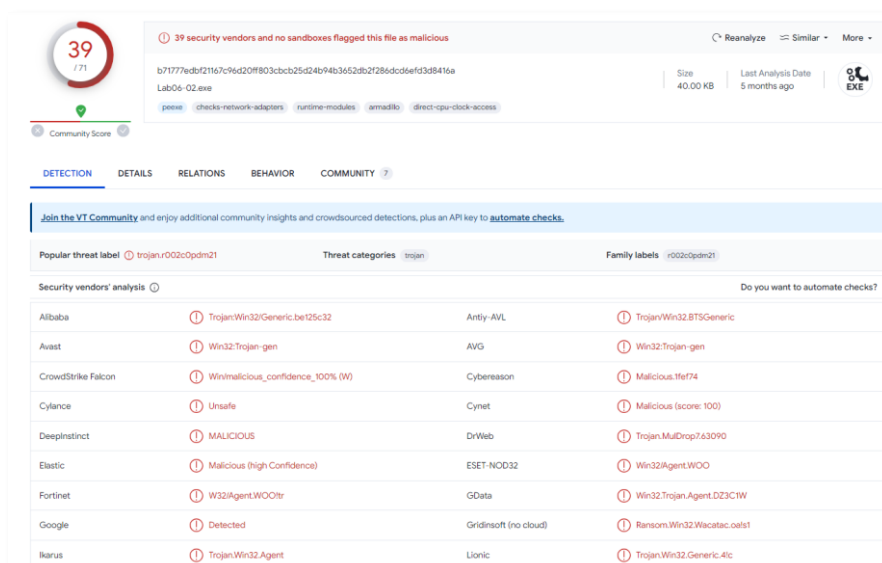 39
/71
39 security vendors and no sandboxes flagged this file as malicious
Reanalyze Similar More
b71777edbf21167c96d20ff803cbcb25d24b94b3652db2f286dcd6efd3d8416a
Lab06-02.exe
Size
40.00 KB
Last Analysis Date
5 months ago
EXE
peexe checks-network-adapters runtime-modules armadillo direct-cpu-clock-access
Community Score
DETECTION DETAILS RELATIONS BEHAVIOR COMMUNITY 7
Join the VT Community and enjoy additional community insights and crowdsourced detections, plus an API key to automate checks.
Popular threat label trojan.r002c0pdm21 Threat categories trojan Family labels r002c0pdm21
Security vendors' analysis Do you want to automate checks?
Alibaba Trojan:Win32/Generic.be125c32 Antiy-AVL Trojan/Win32.BTSGeneric
Avast Win32:Trojan-gen AVG Win32:Trojan-gen
CrowdStrike Falcon Win/malicious_confidence_100% (W) Cybereason Malicious.1fef74
Cylance Unsafe Cynet Malicious (score: 100)
DeepInstinct MALICIOUS DrWeb Trojan.MulDrop7.63090
Elastic Malicious (high Confidence) ESET-NOD32 Win32/Agent.WOO
Fortinet W32/Agent.WOO!tr GData Win32.Trojan.Agent.DZ3C1W
Google Detected Gridinsoft (no cloud) Ransom.Win32.Wacatac.oa!s1
Ikarus Trojan.Win32.Agent Lionic Trojan.Win32.Generic.4!c